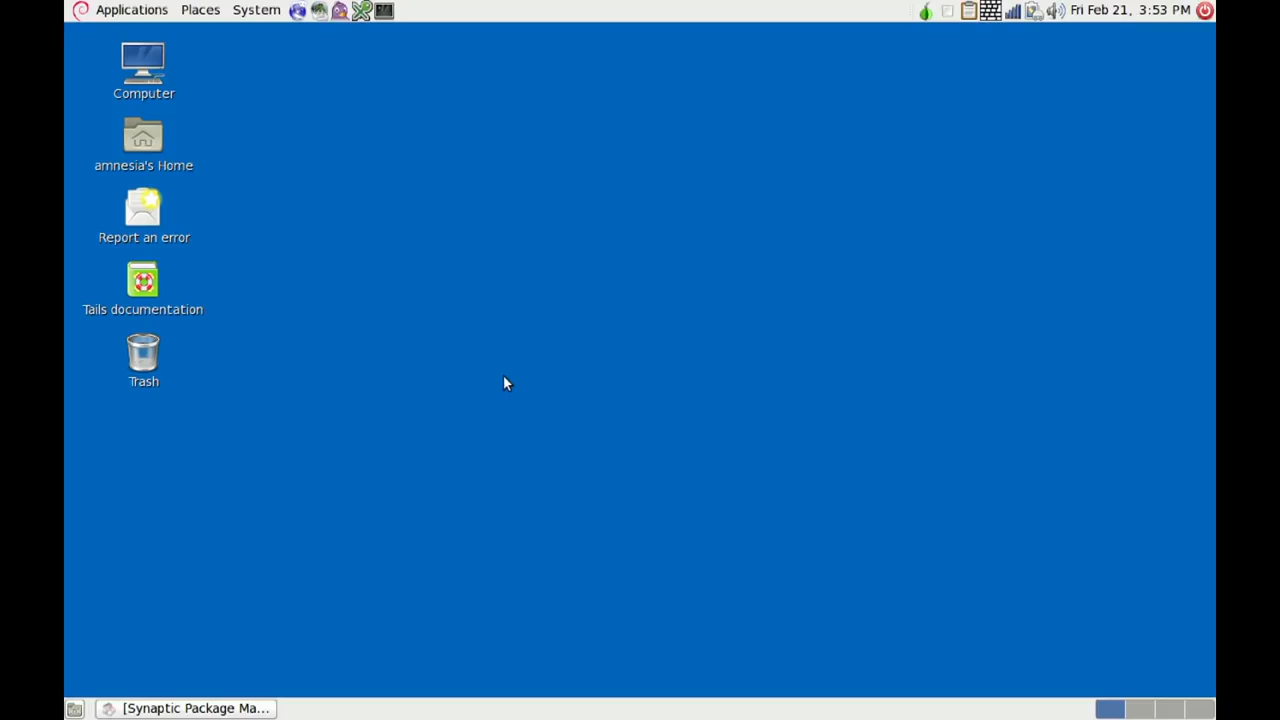 Applications Places System
Fri Feb 21, 3:53 PM
Computer
amnesia's Home
Report an error
Tails documentation
Trash
[Synaptic Package Ma...